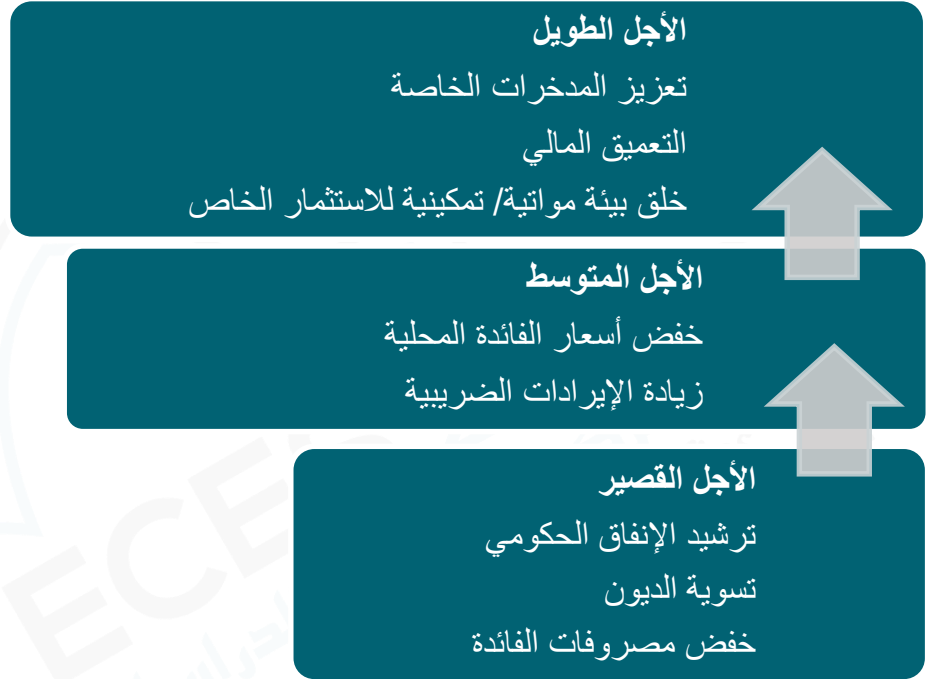 الأجل الطويل
تعزيز المدخرات الخاصة
التعميق المالي
خلق بيئة مواتية/ تمكينية للاستثمار الخاص
الأجل المتوسط
خفض أسعار الفائدة المحلية
زيادة الإيرادات الضريبية
الأجل القصير
ترشيد الإنفاق الحكومي
تسوية الديون
خفض مصروفات الفائدة